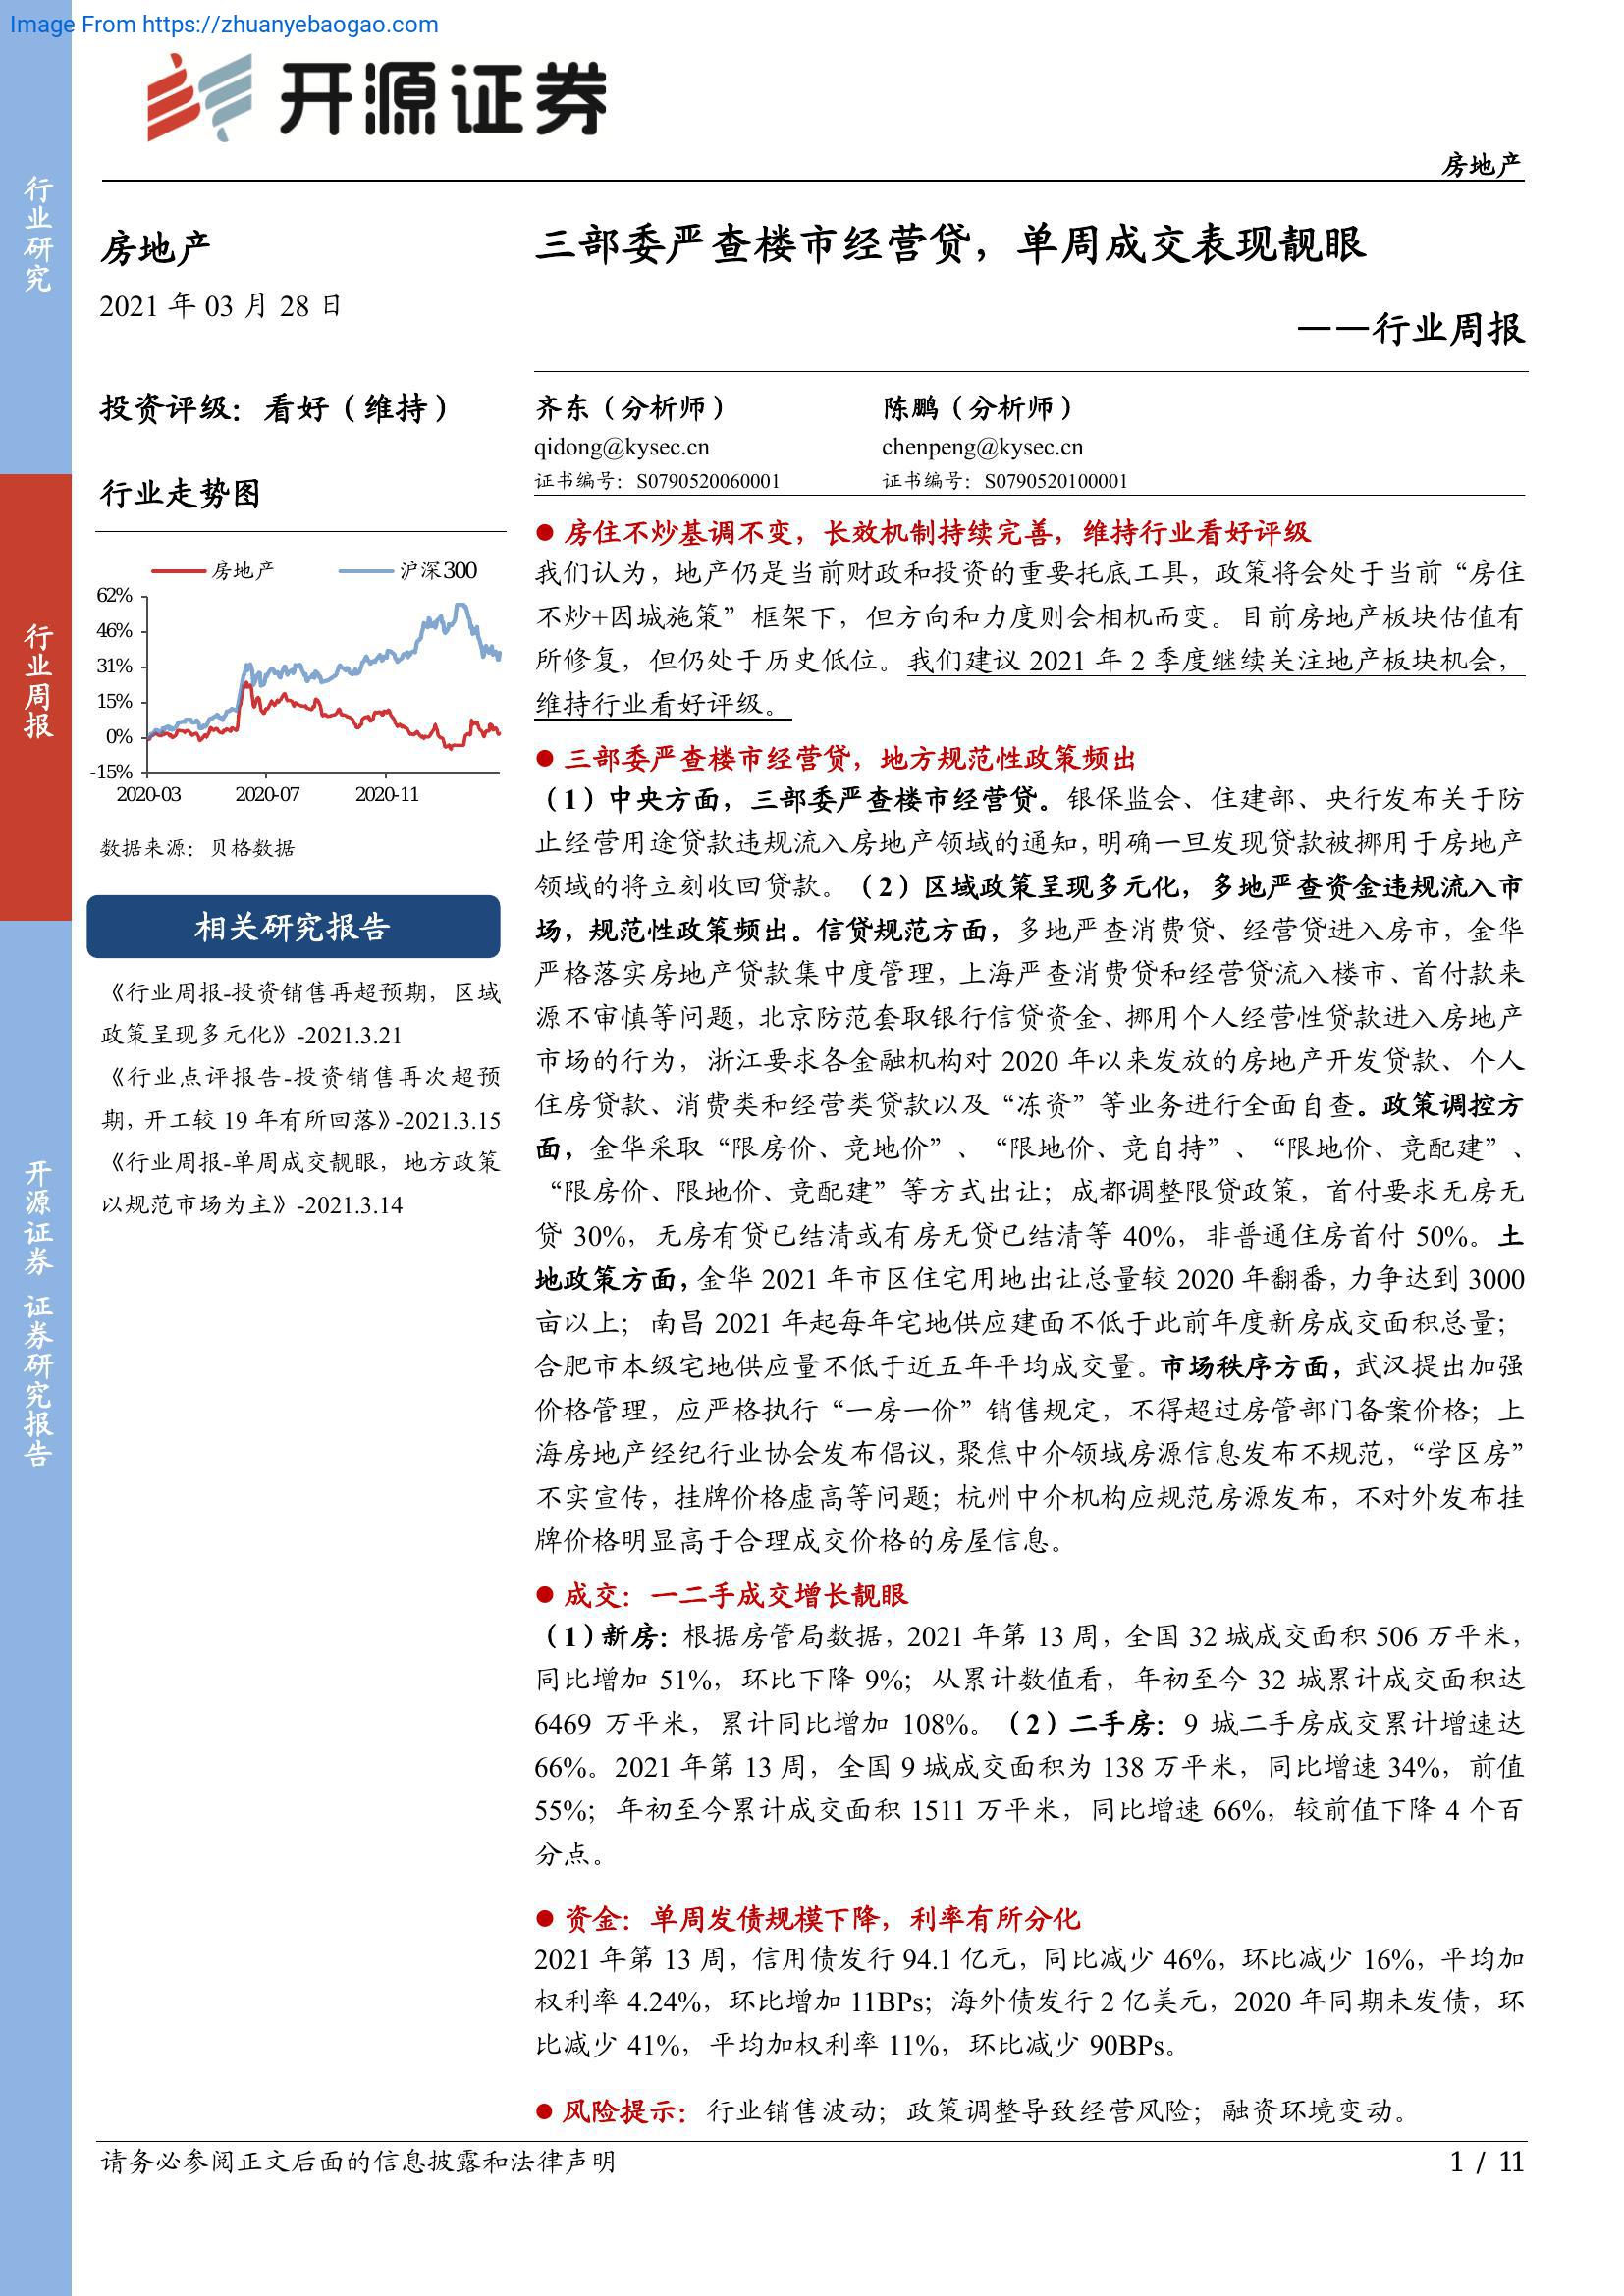 Image From https://zhuanyebaogao.com
开源证券
房地产
行业研究
行业周报
开源证券 证券研究报告
房地产
2021 年 03 月 28 日
投资评级：看好（维持）
行业走势图
房地产 沪深300
62%
46%
31%
15%
0%
-15%
2020-03 2020-07 2020-11
数据来源：贝格数据
相关研究报告
《行业周报-投资销售再超预期，区域
政策呈现多元化》-2021.3.21
《行业点评报告-投资销售再次超预
期，开工较 19 年有所回落》-2021.3.15
《行业周报-单周成交靓眼，地方政策
以规范市场为主》-2021.3.14
三部委严查楼市经营贷，单周成交表现靓眼
——行业周报
齐东（分析师） 陈鹏（分析师）
qidong@kysec.cn chenpeng@kysec.cn
证书编号：S0790520060001 证书编号：S0790520100001
● 房住不炒基调不变，长效机制持续完善，维持行业看好评级
我们认为，地产仍是当前财政和投资的重要托底工具，政策将会处于当前“房住
不炒+因城施策”框架下，但方向和力度则会相机而变。目前房地产板块估值有
所修复，但仍处于历史低位。我们建议 2021 年 2 季度继续关注地产板块机会，
维持行业看好评级。
● 三部委严查楼市经营贷，地方规范性政策频出
（1）中央方面，三部委严查楼市经营贷。银保监会、住建部、央行发布关于防
止经营用途贷款违规流入房地产领域的通知，明确一旦发现贷款被挪用于房地产
领域的将立刻收回贷款。（2）区域政策呈现多元化，多地严查资金违规流入市
场，规范性政策频出。信贷规范方面，多地严查消费贷、经营贷进入房市，金华
严格落实房地产贷款集中度管理，上海严查消费贷和经营贷流入楼市、首付款来
源不审慎等问题，北京防范套取银行信贷资金、挪用个人经营性贷款进入房地产
市场的行为，浙江要求各金融机构对 2020 年以来发放的房地产开发贷款、个人
住房贷款、消费类和经营类贷款以及“冻资”等业务进行全面自查。政策调控方
面，金华采取“限房价、竞地价”、“限地价、竞自持”、“限地价、竞配建”、
“限房价、限地价、竞配建”等方式出让；成都调整限贷政策，首付要求无房无
贷 30%，无房有贷已结清或有房无贷已结清等 40%，非普通住房首付 50%。土
地政策方面，金华 2021 年市区住宅用地出让总量较 2020 年翻番，力争达到 3000
亩以上；南昌 2021 年起每年宅地供应建面不低于此前年度新房成交面积总量；
合肥市本级宅地供应量不低于近五年平均成交量。市场秩序方面，武汉提出加强
价格管理，应严格执行“一房一价”销售规定，不得超过房管部门备案价格；上
海房地产经纪行业协会发布倡议，聚焦中介领域房源信息发布不规范，“学区房”
不实宣传，挂牌价格虚高等问题；杭州中介机构应规范房源发布，不对外发布挂
牌价格明显高于合理成交价格的房屋信息。
● 成交：一二手成交增长靓眼
（1）新房：根据房管局数据，2021 年第 13 周，全国 32 城成交面积 506 万平米，
同比增加 51%，环比下降 9%；从累计数值看，年初至今 32 城累计成交面积达
6469 万平米，累计同比增加 108%。（2）二手房：9 城二手房成交累计增速达
66%。2021 年第 13 周，全国 9 城成交面积为 138 万平米，同比增速 34%，前值
55%；年初至今累计成交面积 1511 万平米，同比增速 66%，较前值下降 4 个百
分点。
● 资金：单周发债规模下降，利率有所分化
2021 年第 13 周，信用债发行 94.1 亿元，同比减少 46%，环比减少 16%，平均加
权利率 4.24%，环比增加 11BPs；海外债发行 2 亿美元，2020 年同期未发债，环
比减少 41%，平均加权利率 11%，环比减少 90BPs。
● 风险提示：行业销售波动；政策调整导致经营风险；融资环境变动。
请务必参阅正文后面的信息披露和法律声明 1 / 11